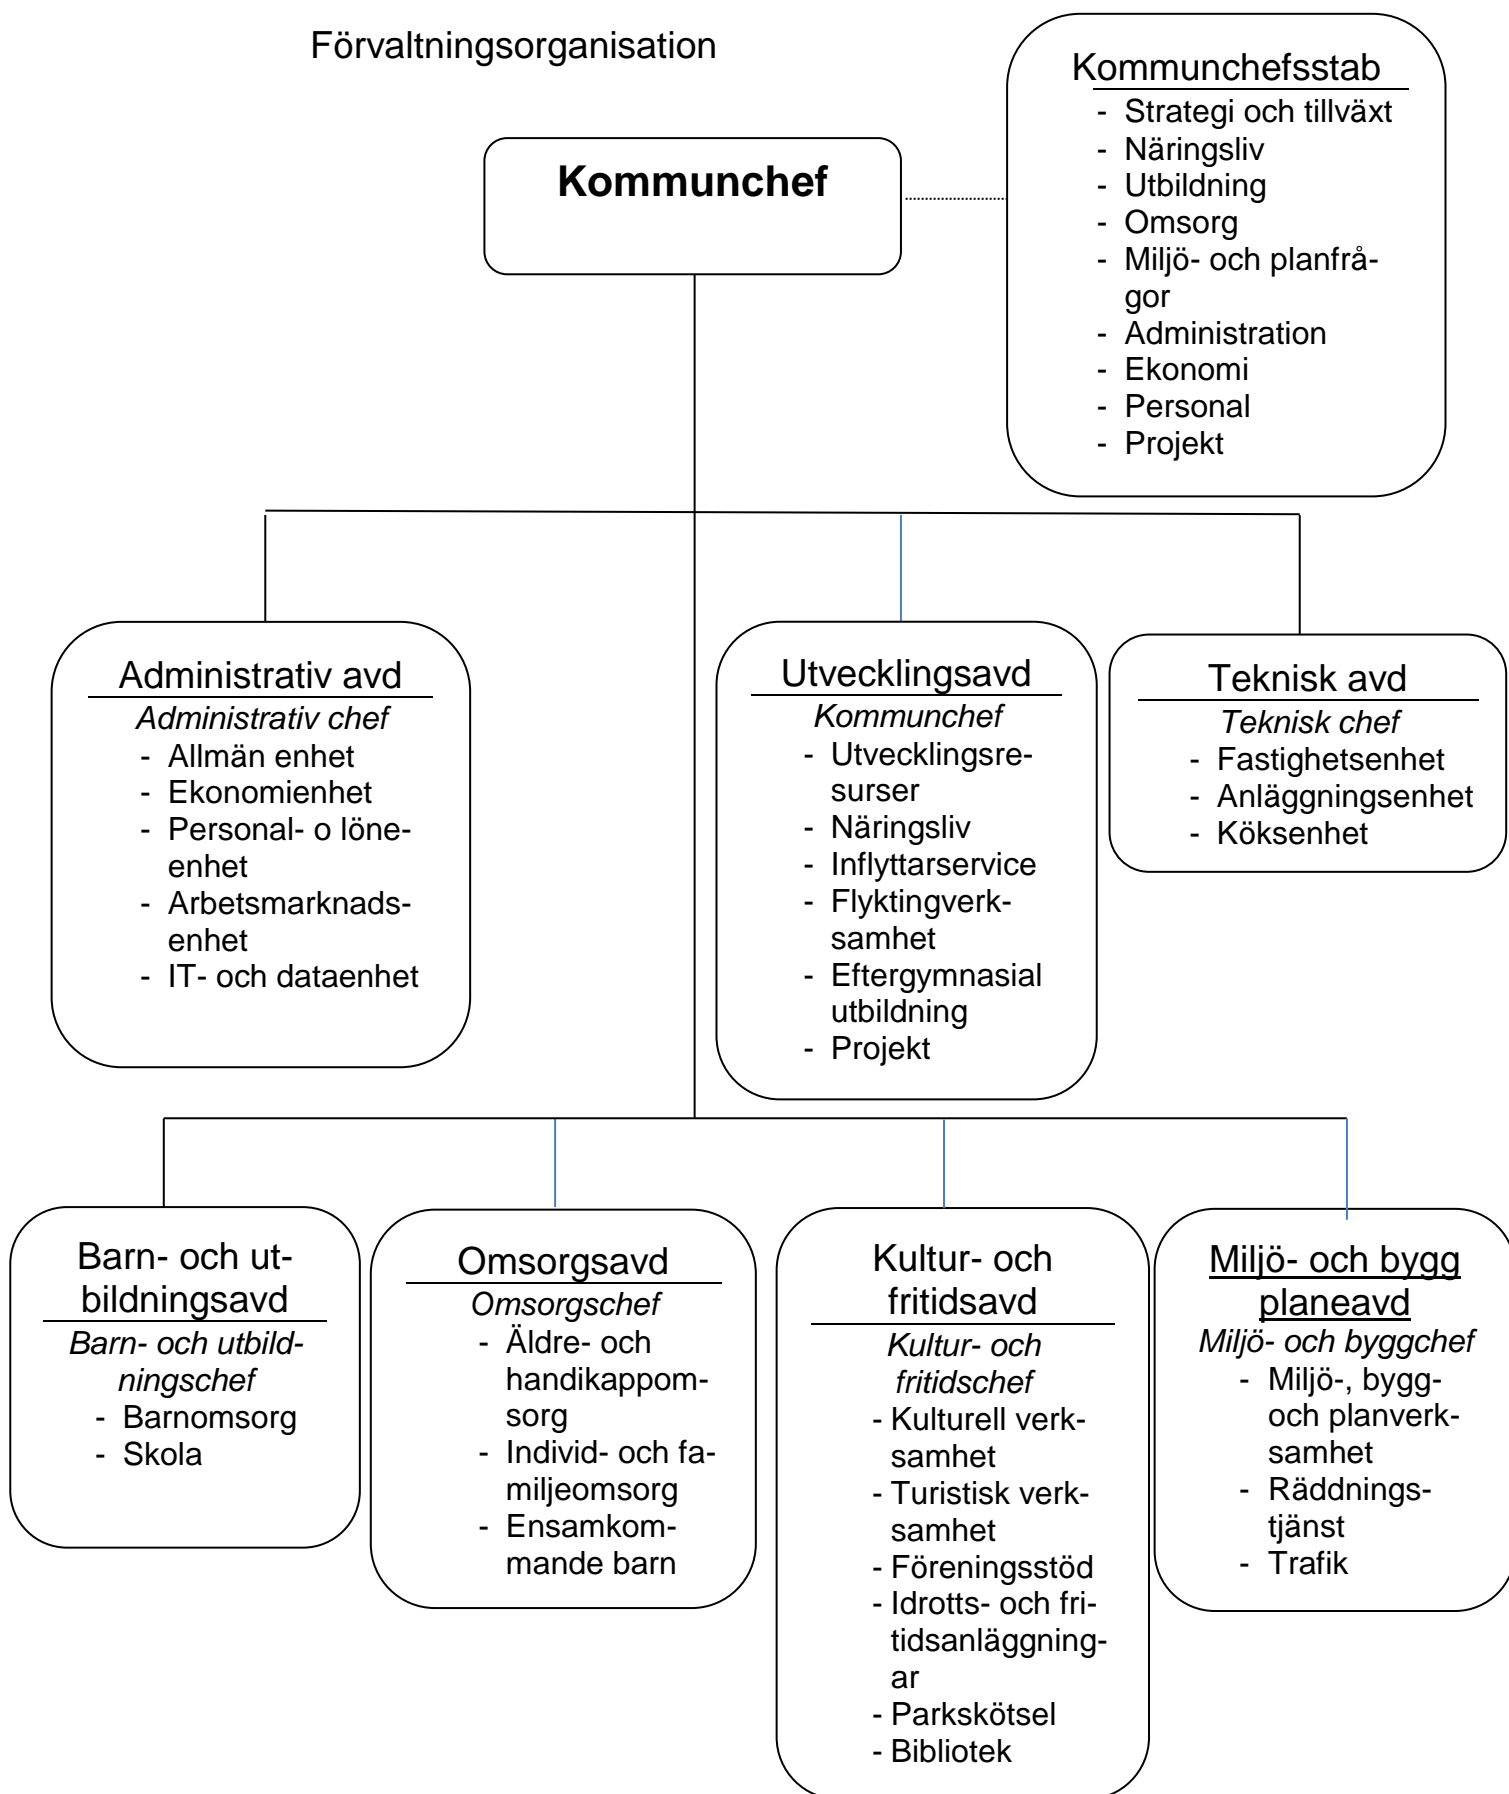 Förvaltningsorganisation
Kommunchefsstab
- Strategi och tillväxt
- Näringsliv
- Utbildning
- Omsorg
- Miljö- och planfrå-
gor
- Administration
- Ekonomi
- Personal
- Projekt
Kommunchef
Administrativ avd
Administrativ chef
- Allmän enhet
- Ekonomienhet
- Personal- o löne-
enhet
- Arbetsmarknads-
enhet
- IT- och dataenhet
Utvecklingsavd
Kommunchef
- Utvecklingsre-
surser
- Näringsliv
- Inflyttarservice
- Flyktingverk-
samhet
- Eftergymnasial
utbildning
- Projekt
Teknisk avd
Teknisk chef
- Fastighetsenhet
- Anläggningsenhet
- Köksenhet
Barn- och ut-
bildningsavd
Barn- och utbild-
ningschef
- Barnomsorg
- Skola
Omsorgsavd
Omsorgschef
- Äldre- och
handikappom-
sorg
- Individ- och fa-
miljeomsorg
- Ensamkom-
mande barn
Kultur- och
fritidsavd
Kultur- och
fritidschef
- Kulturell verk-
samhet
- Turistisk verk-
samhet
- Föreningsstöd
- Idrotts- och fri-
tidsanläggning-
ar
- Parkskötsel
- Bibliotek
Miljö- och bygg
planeavd
Miljö- och byggchef
- Miljö-, bygg-
och planverk-
samhet
- Räddnings-
tjänst
- Trafik